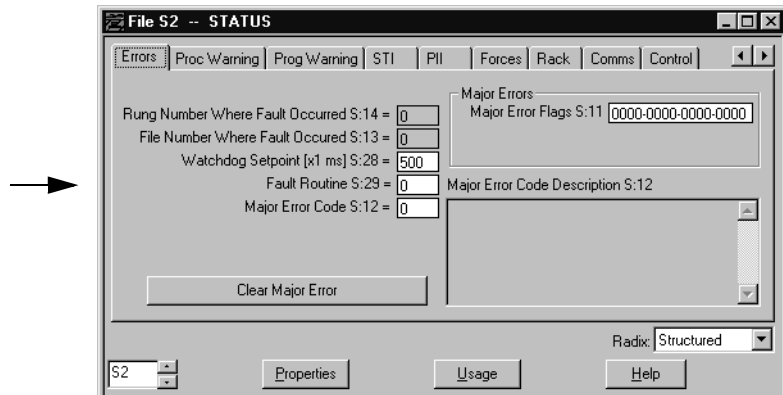 File S2 -- STATUS
Errors Proc Warning Prog Warning STI PII Forces Rack Comms Control
Major Errors
Rung Number Where Fault Occurred S:14 = 0
Major Error Flags S:11 0000-0000-0000-0000
File Number Where Fault Occured S:13 = 0
Watchdog Setpoint [x1 ms] S:28 = 500
Fault Routine S:29 = 0
Major Error Code Description S:12
Major Error Code S:12 = 0
Clear Major Error
Radix: Structured
S2 Properties Usage Help